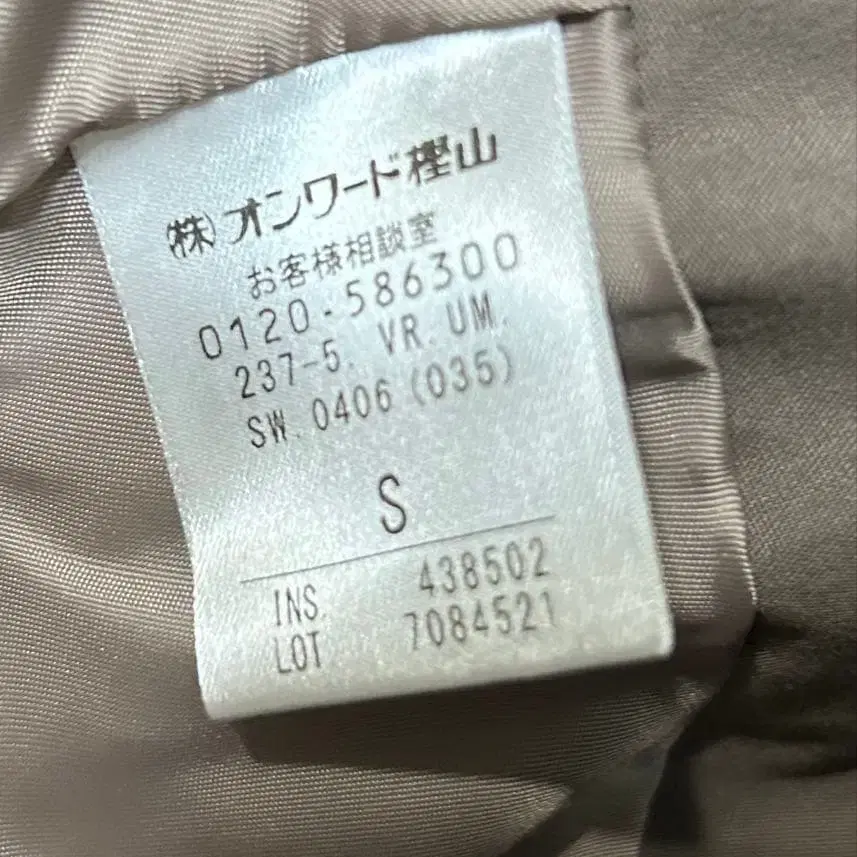 (株)オンワード樫山
お客様相談室
0120-586300
237-5. VR. UM.
SW. 0406 (035)
S
INS. 438502
LOT 7084521